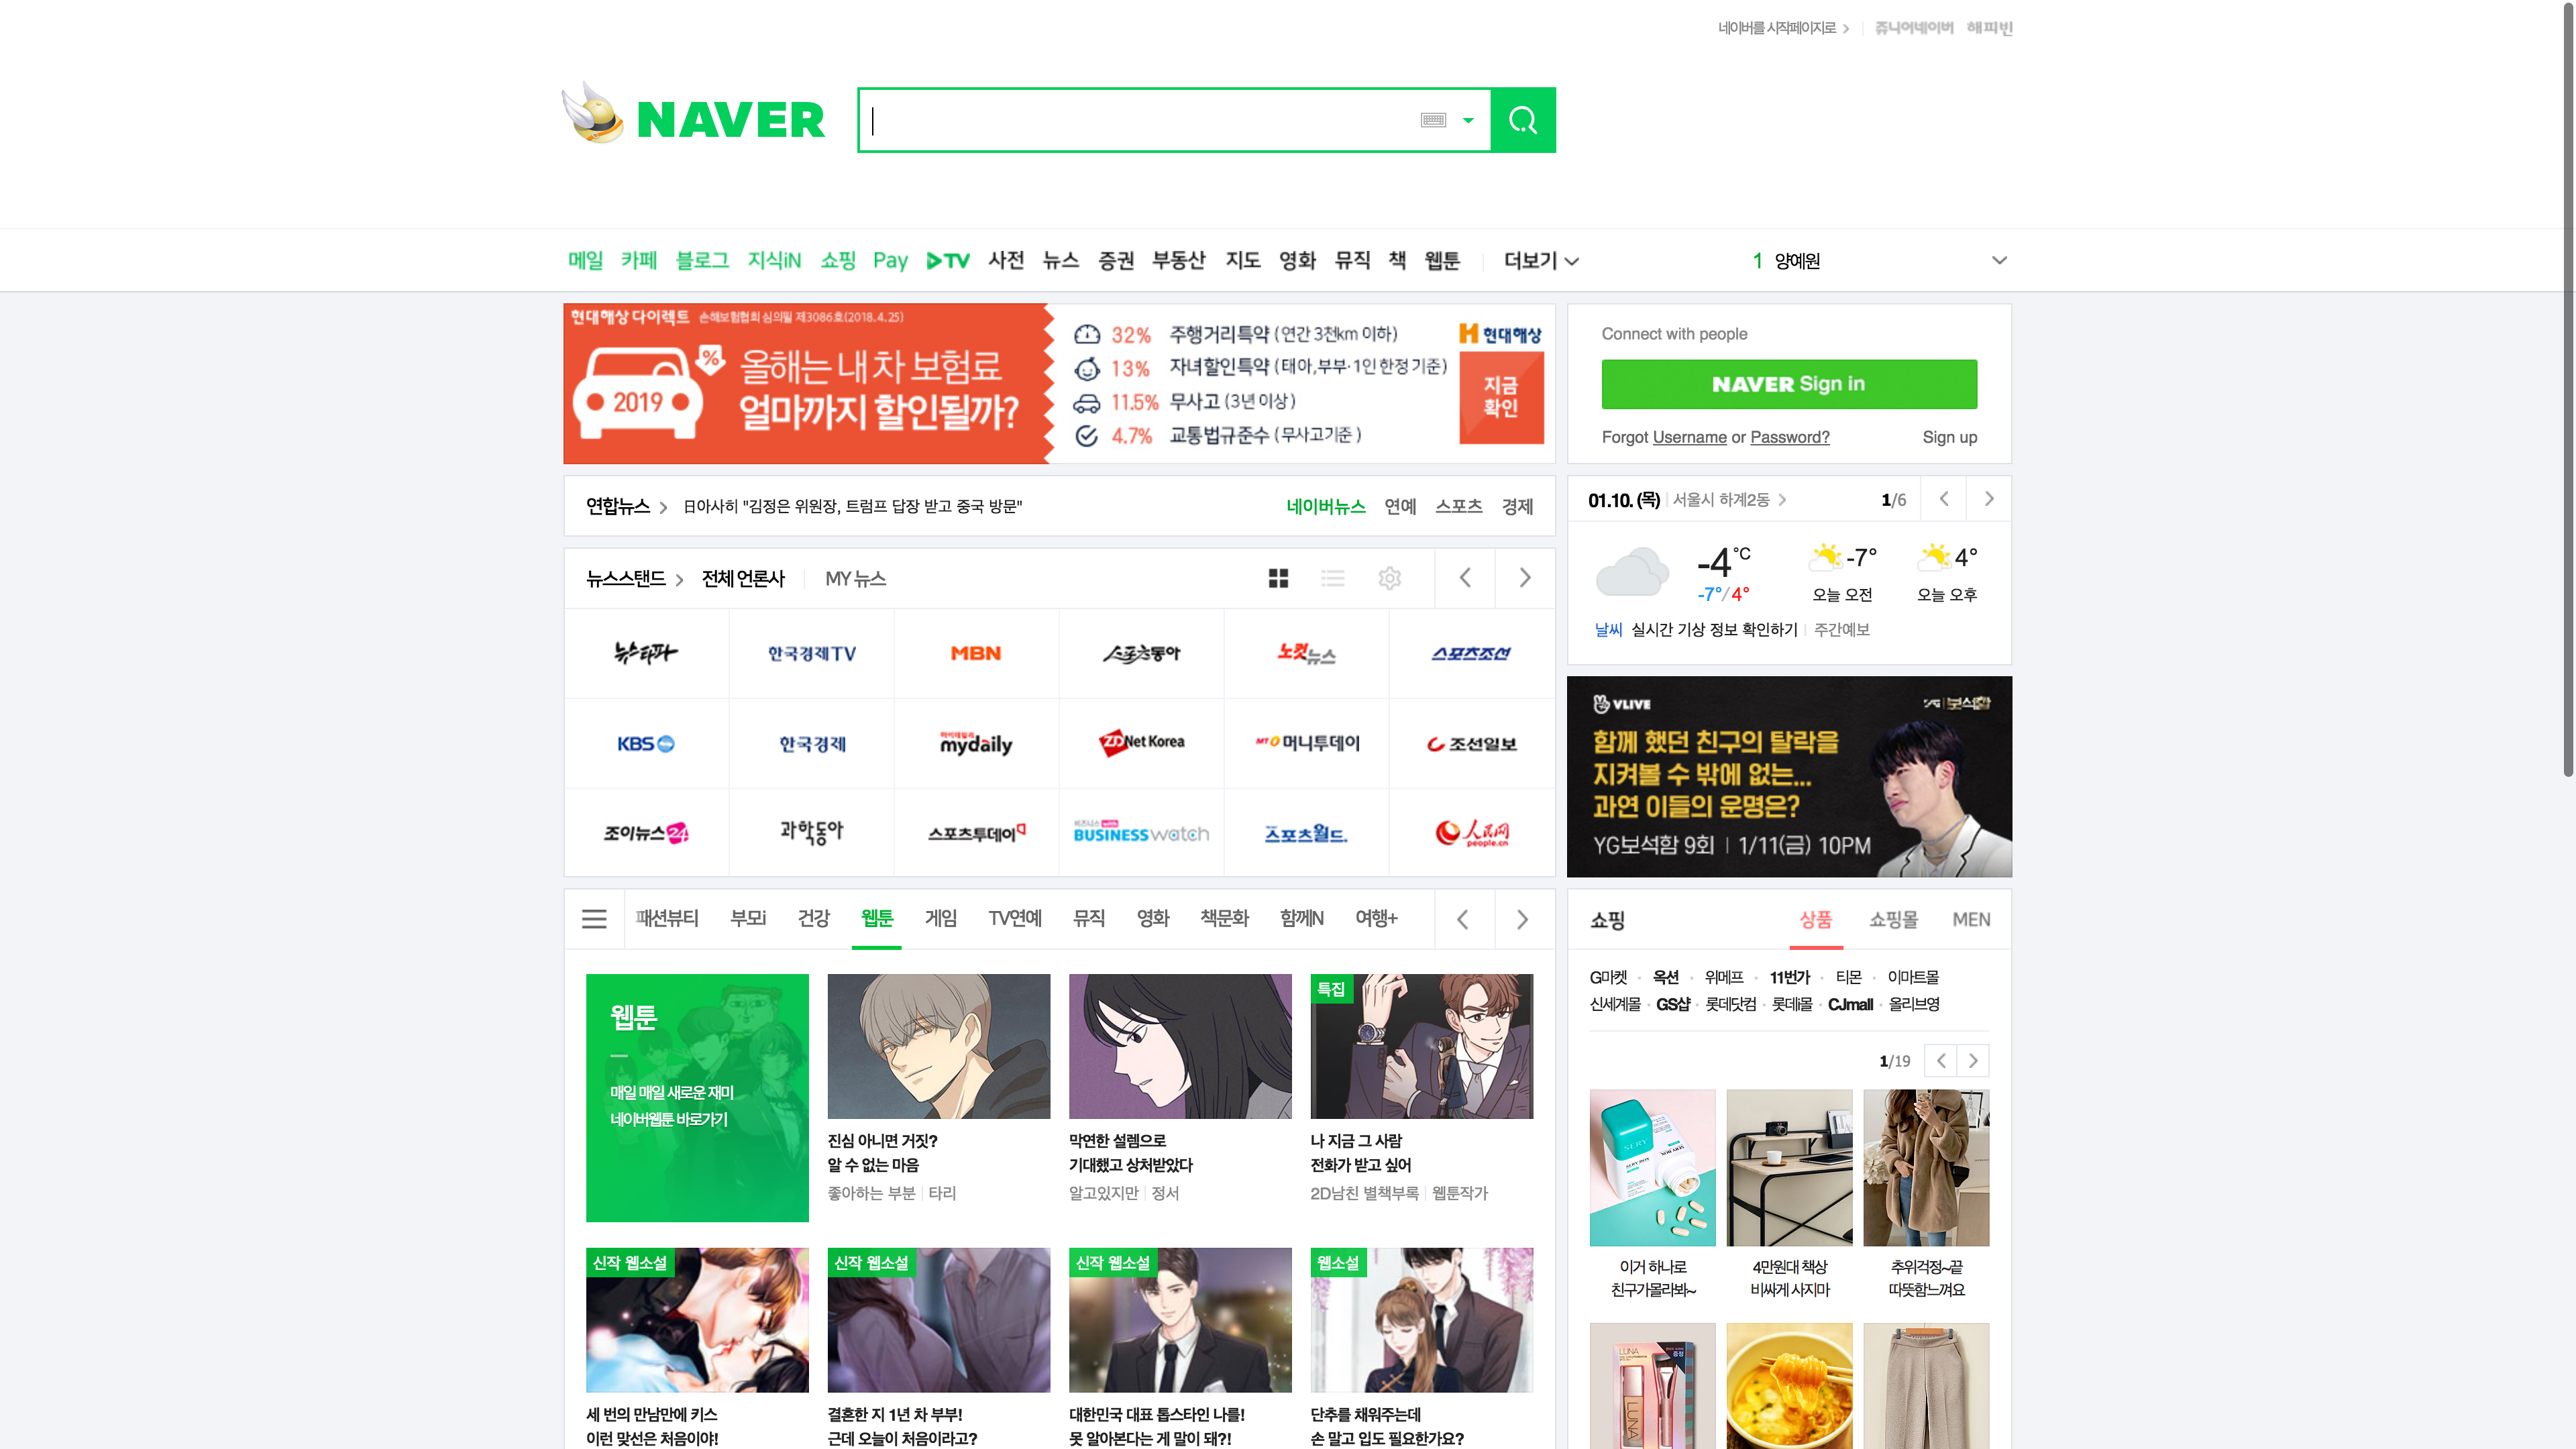 네이버를 시작페이지로
쥬니어네이버 해피빈
NAVER
메일 카페 블로그 지식iN 쇼핑 Pay TV 사전 뉴스 증권 부동산 지도 영화 뮤직 책 웹툰 더보기
1 양예원
현대해상 다이렉트 손해보험협회 심의필 제3086호(2018.4.25)
2019 %
올해는 내 차 보험료
얼마까지 할인될까?
32% 주행거리특약 (연간 3천km 이하)
13% 자녀할인특약 (태아,부부·1인 한정 기준)
11.5% 무사고 (3년 이상)
4.7% 교통법규준수 (무사고기준)
현대해상
지금
확인
Connect with people
NAVER Sign in
Forgot Username or Password?
Sign up
연합뉴스 日아사히 "김정은 위원장, 트럼프 답장 받고 중국 방문"
네이버뉴스 연예 스포츠 경제
01.10. (목) 서울시 하계2동 1/6
-4°C
-7°/4°
-7° 오늘 오전
4° 오늘 오후
날씨 실시간 기상 정보 확인하기 주간예보
뉴스스탠드 전체 언론사 MY 뉴스
뉴스타파 한국경제TV MBN 스포츠동아 노컷뉴스 스포츠조선
KBS 한국경제 마이데일리 mydaily ZDNet Korea MT 머니투데이 조선일보
조이뉴스24 과학동아 스포츠투데이 비즈니스 BUSINESS watch 스포츠월드 人民网 people.cn
VLIVE YG 보석함
함께 했던 친구의 탈락을
지켜볼 수 밖에 없는...
과연 이들의 운명은?
YG보석함 9회 | 1/11(금) 10PM
패션뷰티 부모i 건강 웹툰 게임 TV연예 뮤직 영화 책문화 함께N 여행+
웹툰
매일 매일 새로운 재미
네이버웹툰 바로가기
진심 아니면 거짓?
알 수 없는 마음
좋아하는 부분 타리
막연한 설렘으로
기대했고 상처받았다
알고있지만 정서
특집
나 지금 그 사람
전화가 받고 싶어
2D남친 별책부록 웹툰작가
신작 웹소설
세 번의 만남만에 키스
이런 맞선은 처음이야!
신작 웹소설
결혼한 지 1년 차 부부!
근데 오늘이 처음이라고?
신작 웹소설
대한민국 대표 톱스타인 나를!
못 알아본다는 게 말이 돼?!
웹소설
단추를 채워주는데
손 말고 입도 필요한가요?
쇼핑 상품 쇼핑몰 MEN
G마켓 · 옥션 · 위메프 · 11번가 · 티몬 · 이마트몰
신세계몰 · GS샵 · 롯데닷컴 · 롯데i몰 · CJmall · 올리브영
1/19
SERY
이거 하나로
친구가몰라봐~
4만원대 책상
비싸게 사지마
추위걱정~끝
따뜻함느껴요
LUNA
LUNA